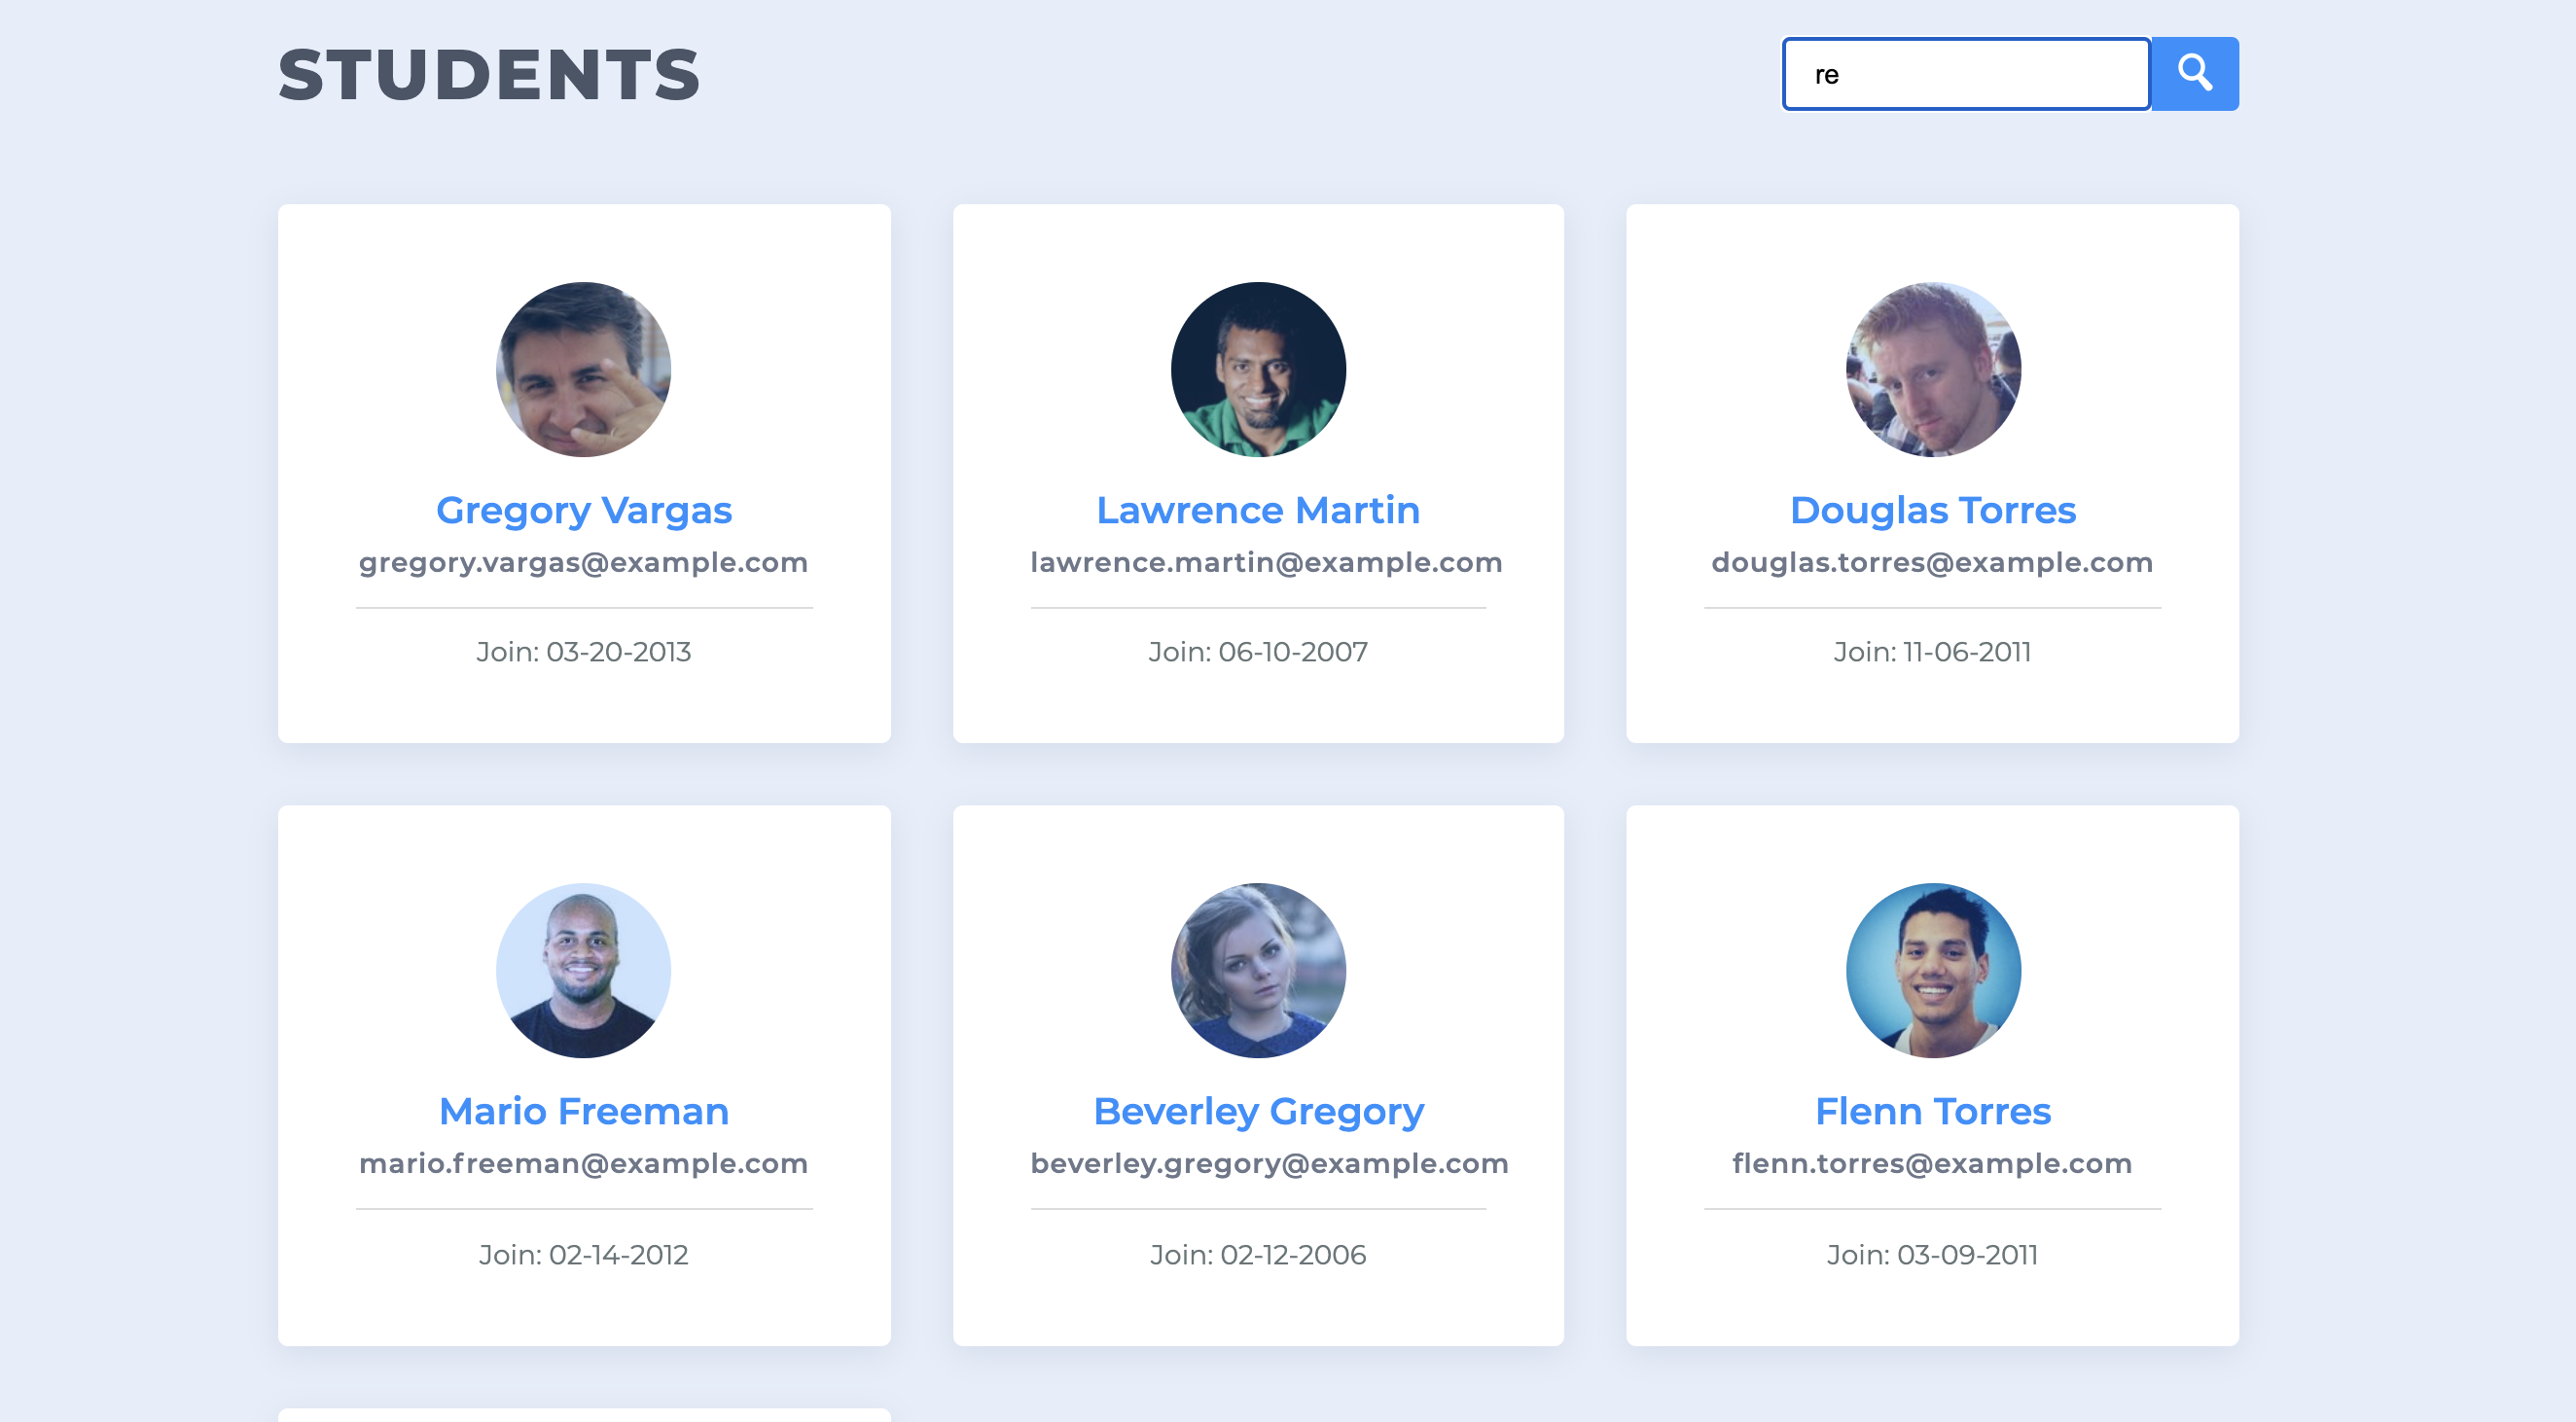 STUDENTS
re
Gregory Vargas
gregory.vargas@example.com
Join: 03-20-2013
Lawrence Martin
lawrence.martin@example.com
Join: 06-10-2007
Douglas Torres
douglas.torres@example.com
Join: 11-06-2011
Mario Freeman
mario.freeman@example.com
Join: 02-14-2012
Beverley Gregory
beverley.gregory@example.com
Join: 02-12-2006
Flenn Torres
flenn.torres@example.com
Join: 03-09-2011